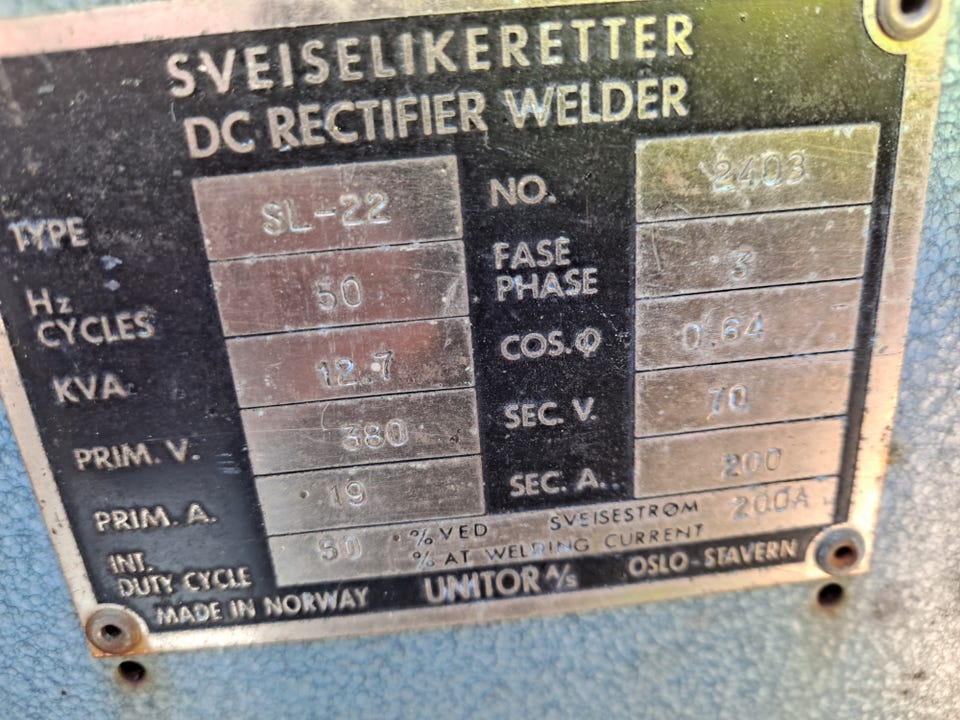 SVEISELIKERETTER
DC RECTIFIER WELDER
TYPE SL-22 NO. 2403
Hz CYCLES 50 FASE PHASE 3
KVA 12.7 COS.φ 0.64
PRIM. V. 380 SEC. V. 70
PRIM. A. 19 SEC. A. 200
INT. DUTY CYCLE 50 % VED SVEISESTRØM 200A
% AT WELDING CURRENT
MADE IN NORWAY UNITOR A/S OSLO-STAVERN